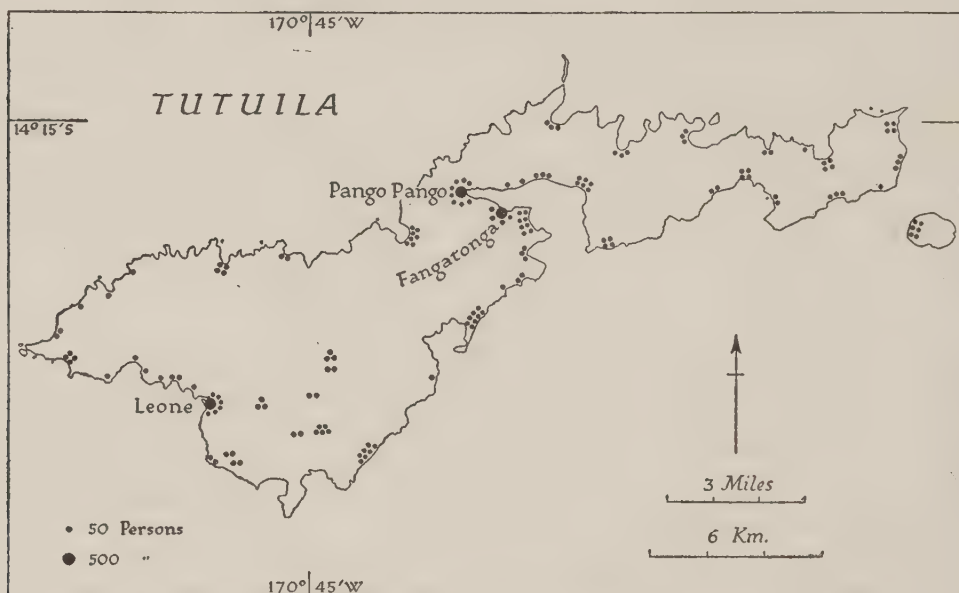 170° 45′W
TUTUILA
14° 15′S
Pango Pango
Fangatonga
Leone
3 Miles
• 50 Persons
6 Km.
● 500 "
170° 45′W